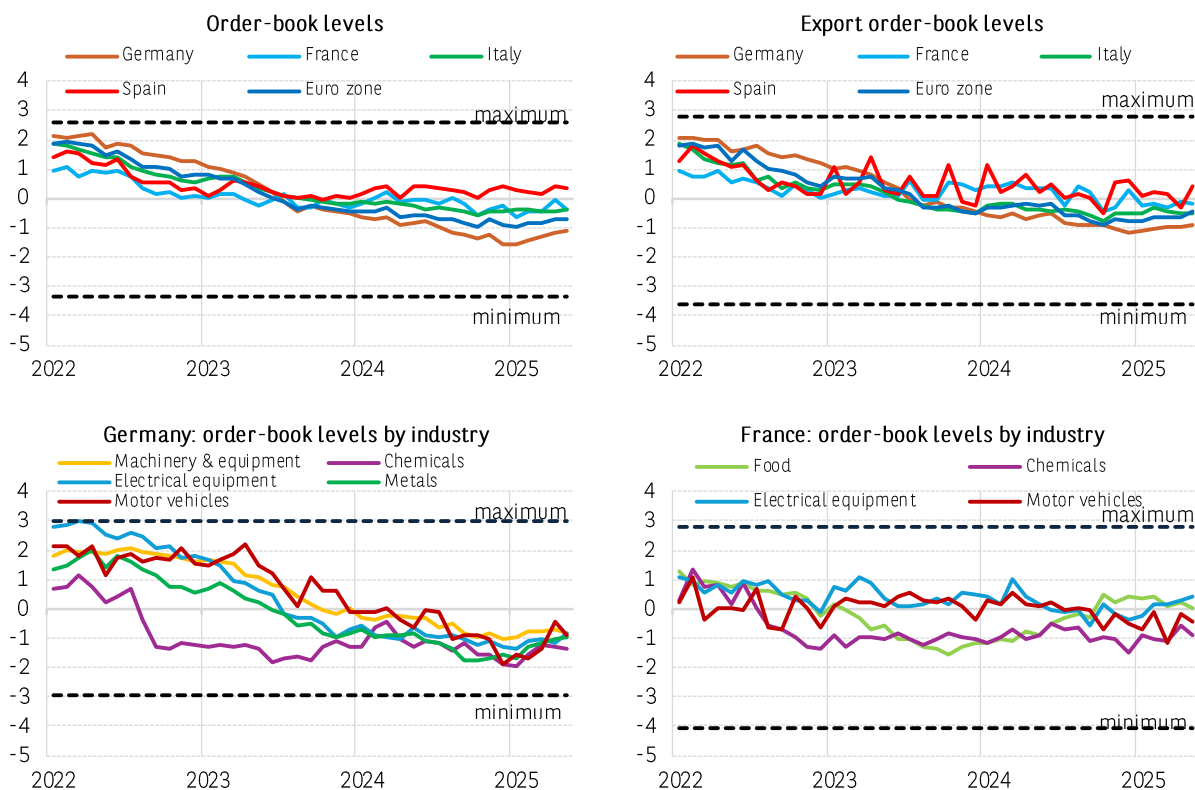 Order-book levels
Germany France Italy
Spain Euro zone
4
3
2
1
0
-1
-2
-3
-4
-5
maximum
minimum
2022 2023 2024 2025
Export order-book levels
Germany France Italy
Spain Euro zone
4
3
2
1
0
-1
-2
-3
-4
-5
maximum
minimum
2022 2023 2024 2025
Germany: order-book levels by industry
Machinery & equipment Chemicals
Electrical equipment Metals
Motor vehicles
4
3
2
1
0
-1
-2
-3
-4
-5
maximum
minimum
2022 2023 2024 2025
France: order-book levels by industry
Food Chemicals
Electrical equipment Motor vehicles
4
3
2
1
0
-1
-2
-3
-4
-5
maximum
minimum
2022 2023 2024 2025